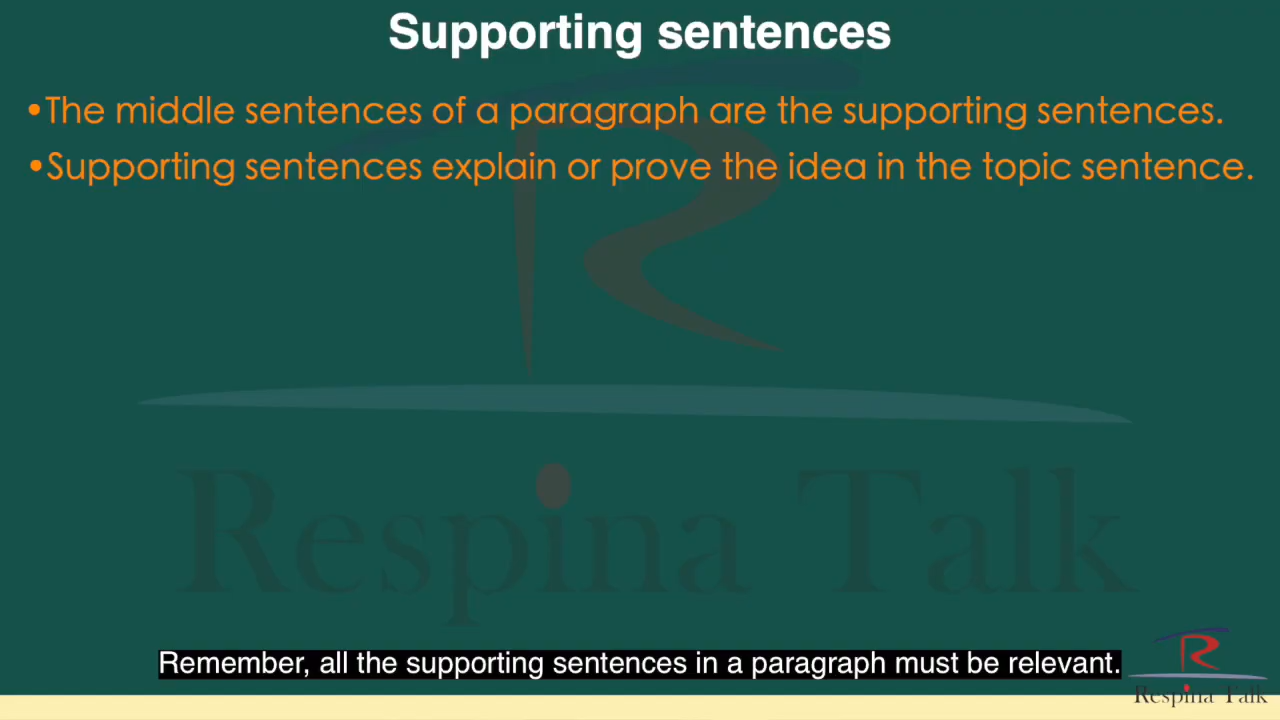 Supporting sentences
•The middle sentences of a paragraph are the supporting sentences.
•Supporting sentences explain or prove the idea in the topic sentence.
Respina Talk
Remember, all the supporting sentences in a paragraph must be relevant.
Respina Talk